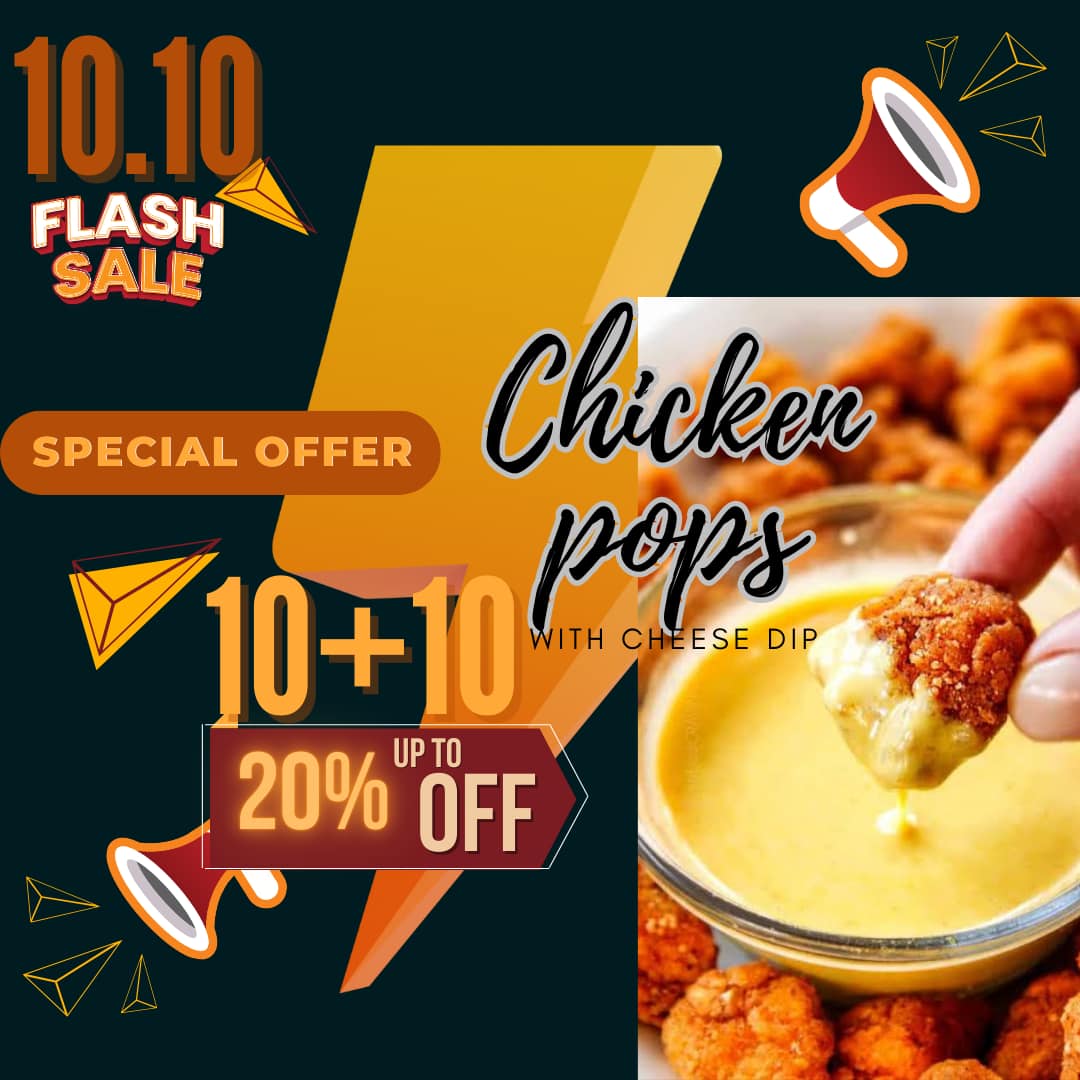 10.10
FLASH
SALE
SPECIAL OFFER
Chicken
pops
WITH CHEESE DIP
10+10
20% UP TO OFF